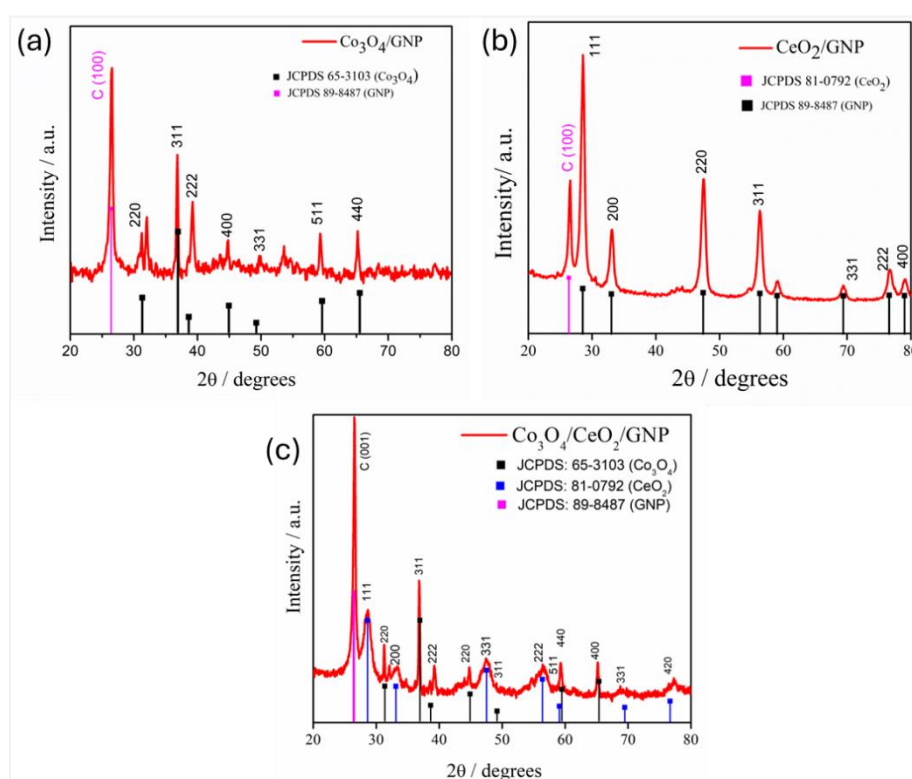 (a)
Co₃O₄/GNP
JCPDS 65-3103 (Co₃O₄)
JCPDS 89-8487 (GNP)
C (100)
220
311
222
400
331
511
440
Intensity / a.u.
20 30 40 50 60 70 80
2θ / degrees
(b)
CeO₂/GNP
JCPDS 81-0792 (CeO₂)
JCPDS 89-8487 (GNP)
C (100)
111
200
220
311
331
222
400
Intensity/ a.u.
20 30 40 50 60 70 80
2θ / degrees
(c)
Co₃O₄/CeO₂/GNP
JCPDS: 65-3103 (Co₃O₄)
JCPDS: 81-0792 (CeO₂)
JCPDS: 89-8487 (GNP)
C (001)
111
220
200
311
222
220
331
311
222
511
440
400
331
420
Intensity / a.u.
20 30 40 50 60 70 80
2θ / degrees